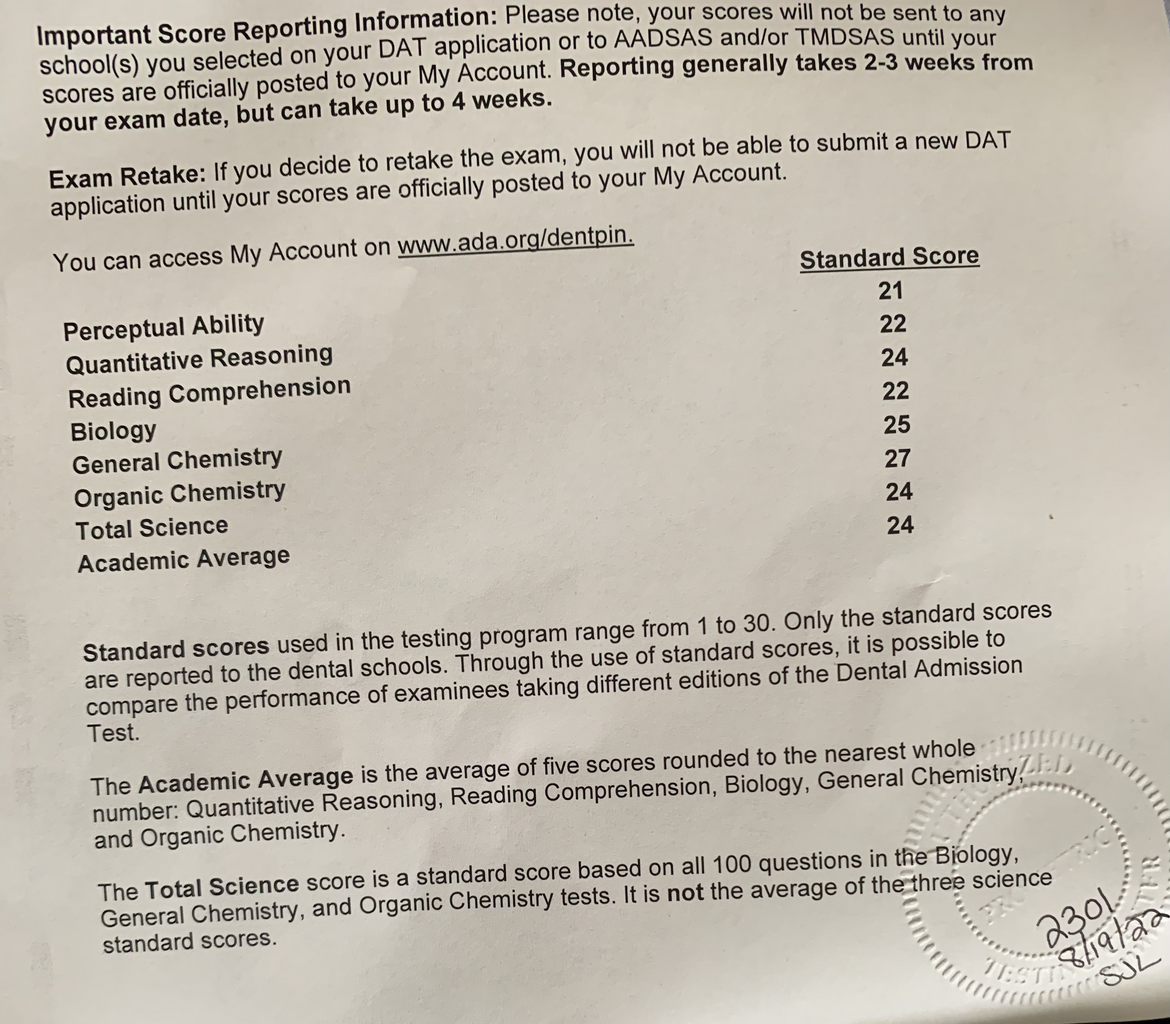 Important Score Reporting Information: Please note, your scores will not be sent to any
school(s) you selected on your DAT application or to AADSAS and/or TMDSAS until your
scores are officially posted to your My Account. Reporting generally takes 2-3 weeks from
your exam date, but can take up to 4 weeks.
Exam Retake: If you decide to retake the exam, you will not be able to submit a new DAT
application until your scores are officially posted to your My Account.
You can access My Account on www.ada.org/dentpin.
Standard Score
Perceptual Ability 21
Quantitative Reasoning 22
Reading Comprehension 24
Biology 22
General Chemistry 25
Organic Chemistry 27
Total Science 24
Academic Average 24
Standard scores used in the testing program range from 1 to 30. Only the standard scores
are reported to the dental schools. Through the use of standard scores, it is possible to
compare the performance of examinees taking different editions of the Dental Admission
Test.
The Academic Average is the average of five scores rounded to the nearest whole
number: Quantitative Reasoning, Reading Comprehension, Biology, General Chemistry,
and Organic Chemistry.
The Total Science score is a standard score based on all 100 questions in the Biology,
General Chemistry, and Organic Chemistry tests. It is not the average of the three science
standard scores.
2301
8/19/22
SJL